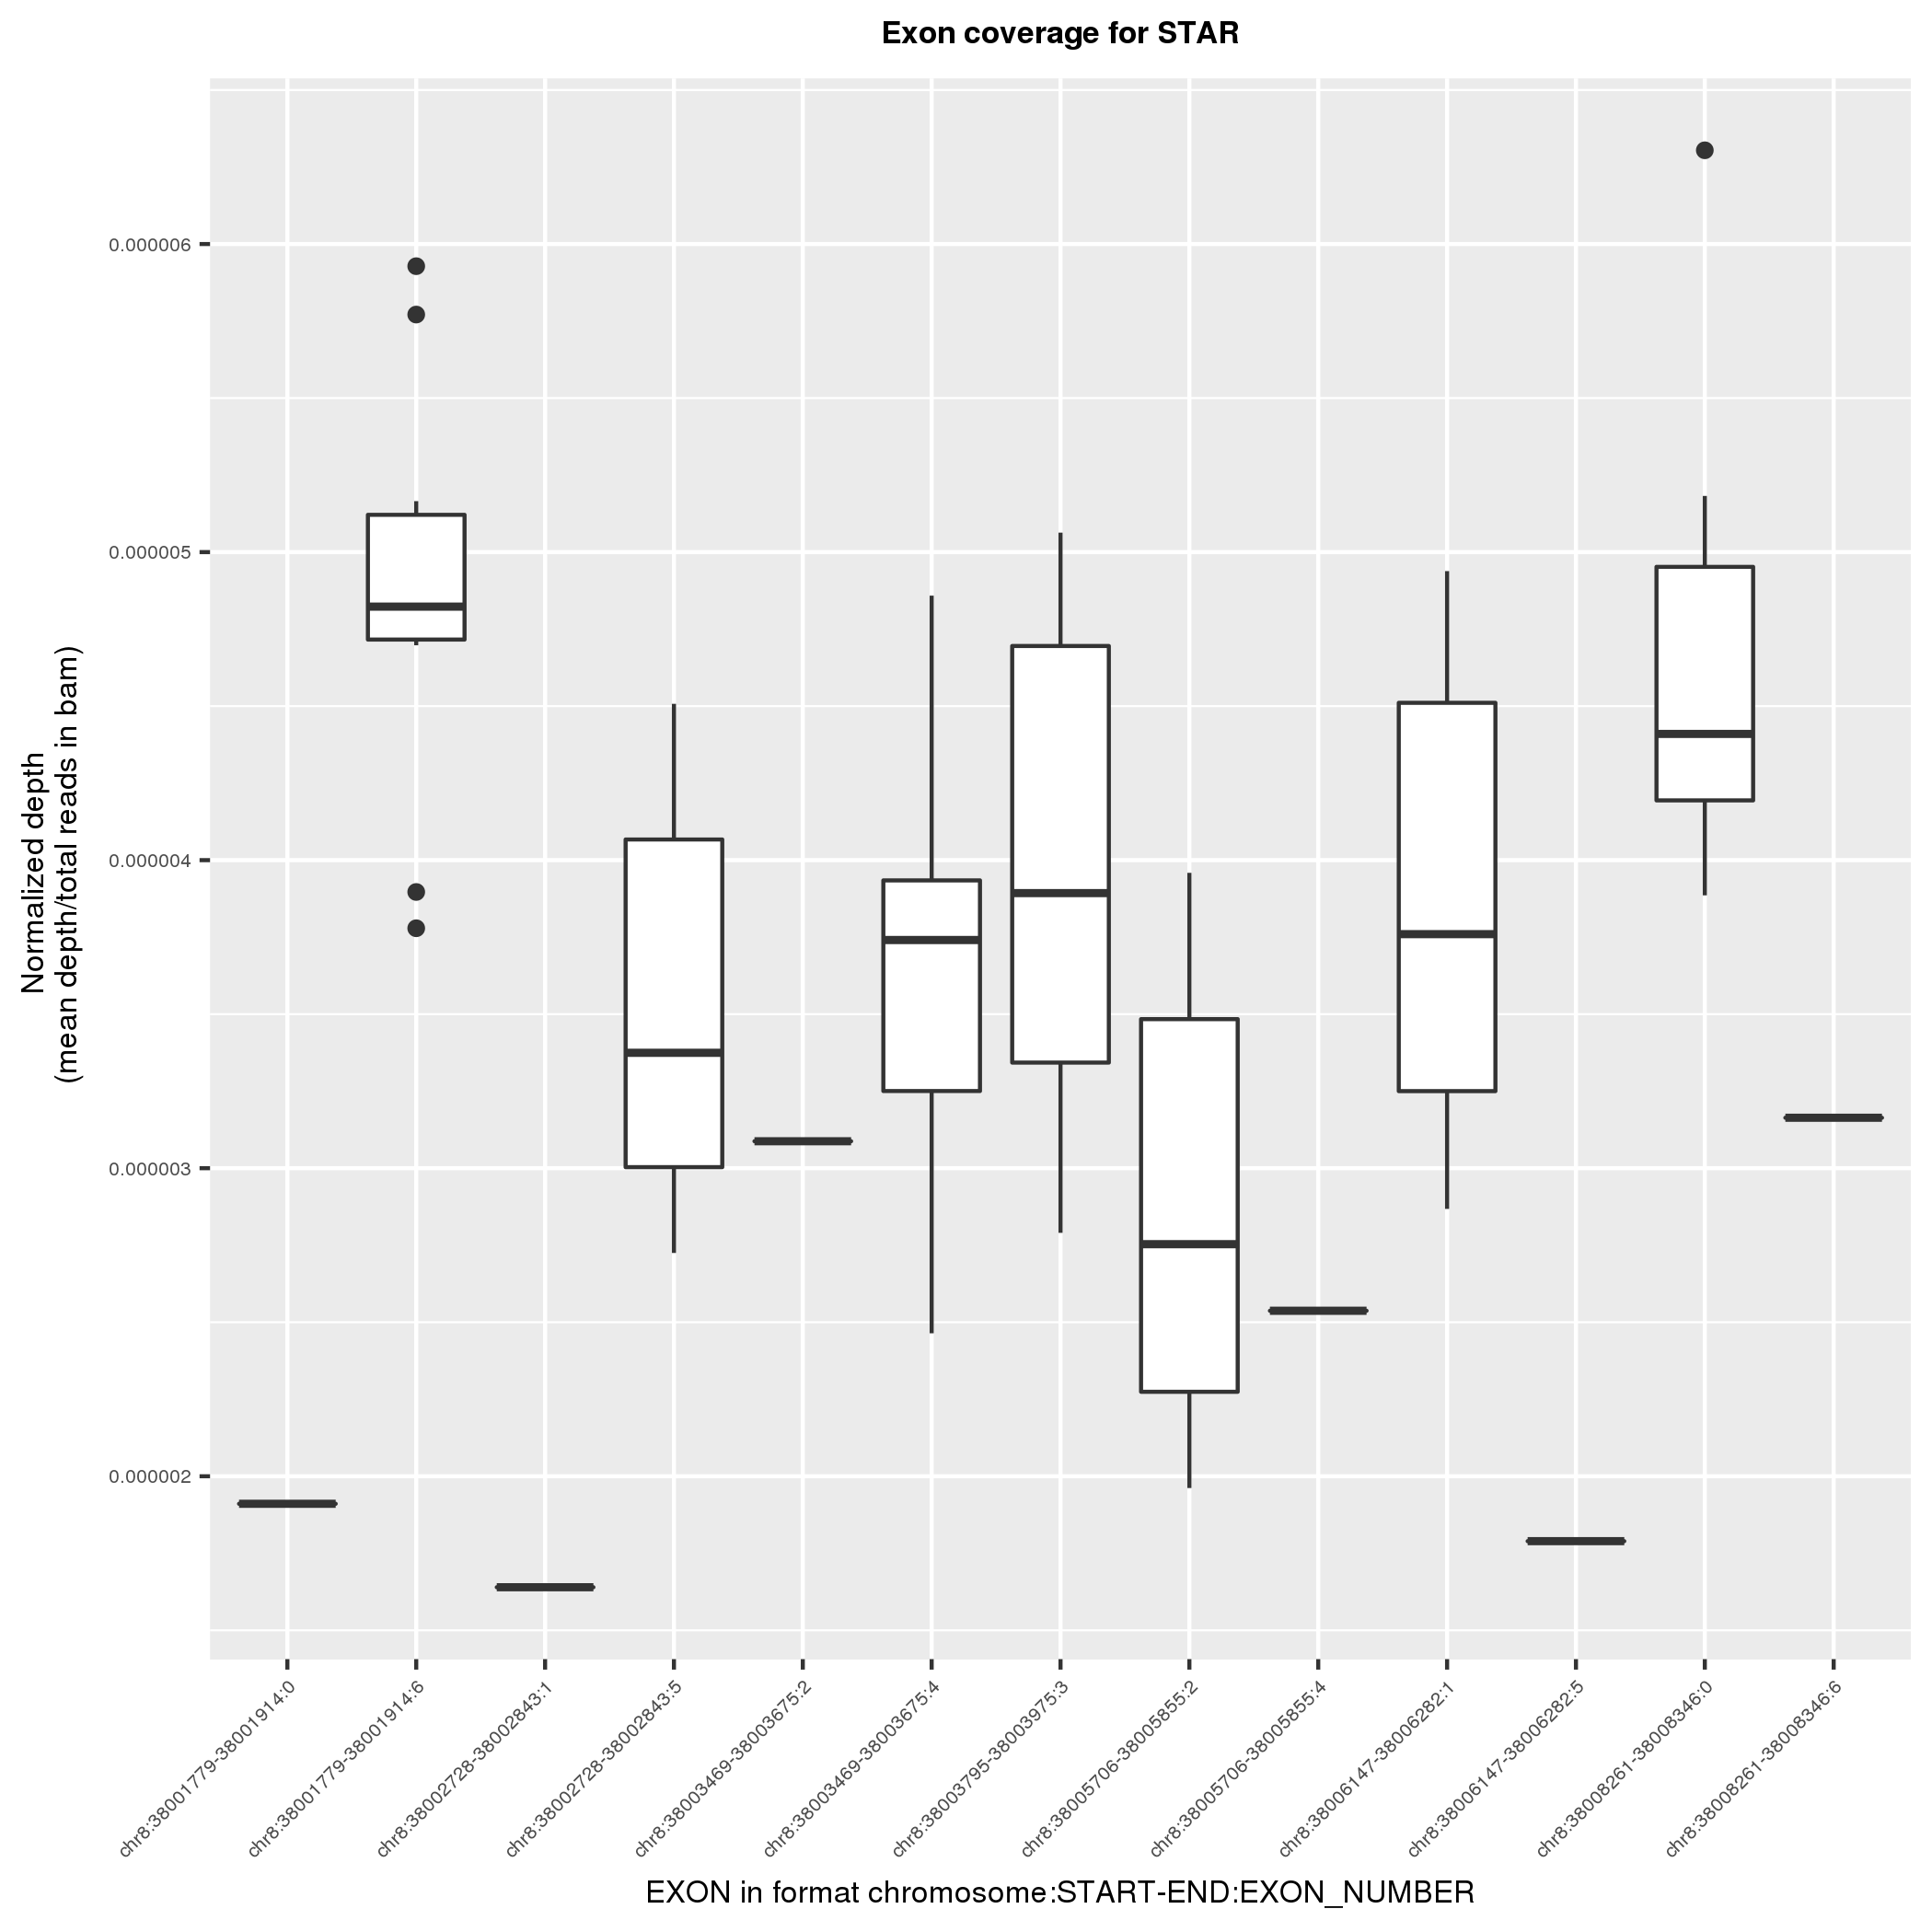 Exon coverage for STAR
0.000006
0.000005
0.000004
0.000003
0.000002
Normalized depth
(mean depth/total reads in bam)
chr8:38001779-38001914:0
chr8:38001779-38001914:6
chr8:38002728-38002843:1
chr8:38002728-38002843:5
chr8:38003469-38003675:2
chr8:38003469-38003675:4
chr8:38003795-38003975:3
chr8:38005706-38005855:2
chr8:38005706-38005855:4
chr8:38006147-38006282:1
chr8:38006147-38006282:5
chr8:38008261-38008346:0
chr8:38008261-38008346:6
EXON in format chromosome:START-END:EXON_NUMBER